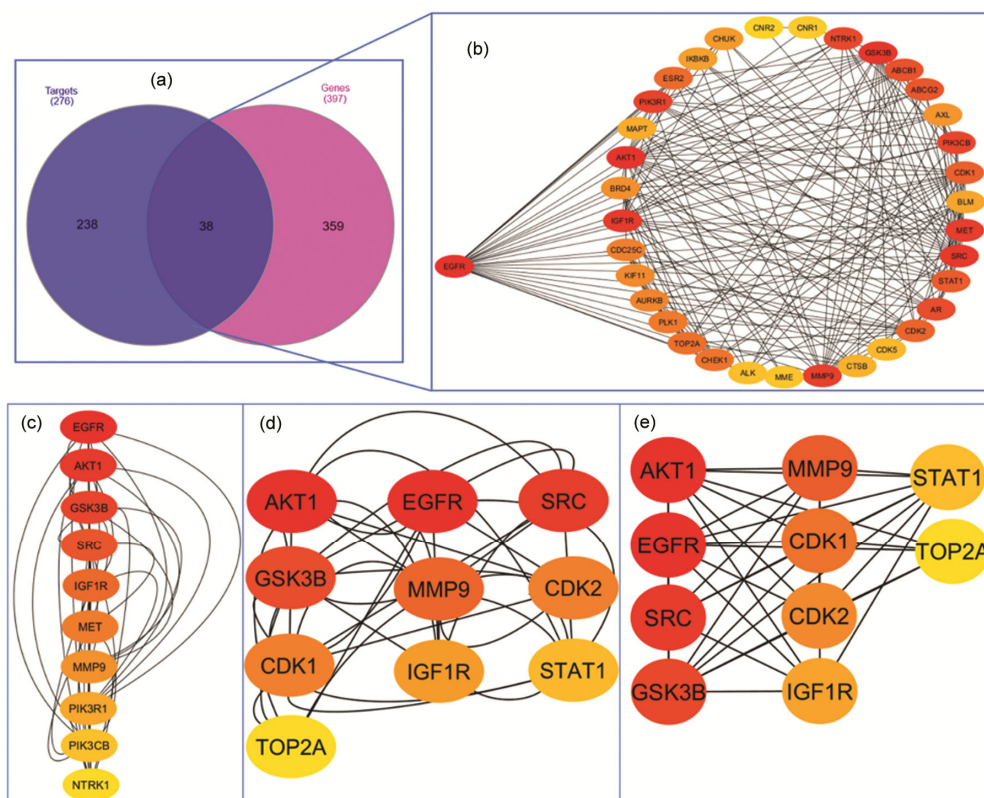 (a)
Targets
(276)
Genes
(397)
238
38
359
(b)
CNR2
CNR1
CHUK
NTRK1
IKBKB
GSK3B
ESR2
ABCB1
PIK3R1
ABCG2
MAPT
AXL
AKT1
PIK3CB
BRD4
CDK1
IGF1R
BLM
CDC25C
MET
EGFR
KIF11
SRC
AURKB
STAT1
PLK1
AR
TOP2A
CDK2
CHEK1
CDK5
ALK
MME
MMP9
CTSB
(c)
EGFR
AKT1
GSK3B
SRC
IGF1R
MET
MMP9
PIK3R1
PIK3CB
NTRK1
(d)
AKT1
EGFR
SRC
GSK3B
MMP9
CDK2
CDK1
IGF1R
STAT1
TOP2A
(e)
AKT1
MMP9
STAT1
EGFR
CDK1
TOP2A
SRC
CDK2
GSK3B
IGF1R